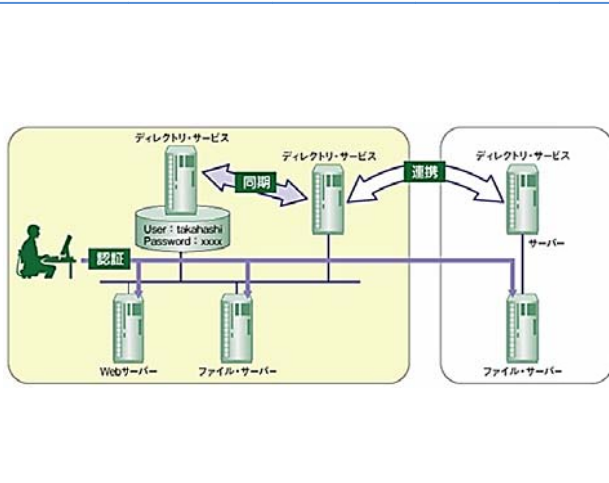 ディレクトリ・サービス
ディレクトリ・サービス
ディレクトリ・サービス
同期
連携
User：takahashi
Password：xxxx
サーバー
認証
Webサーバー
ファイル・サーバー
ファイル・サーバー